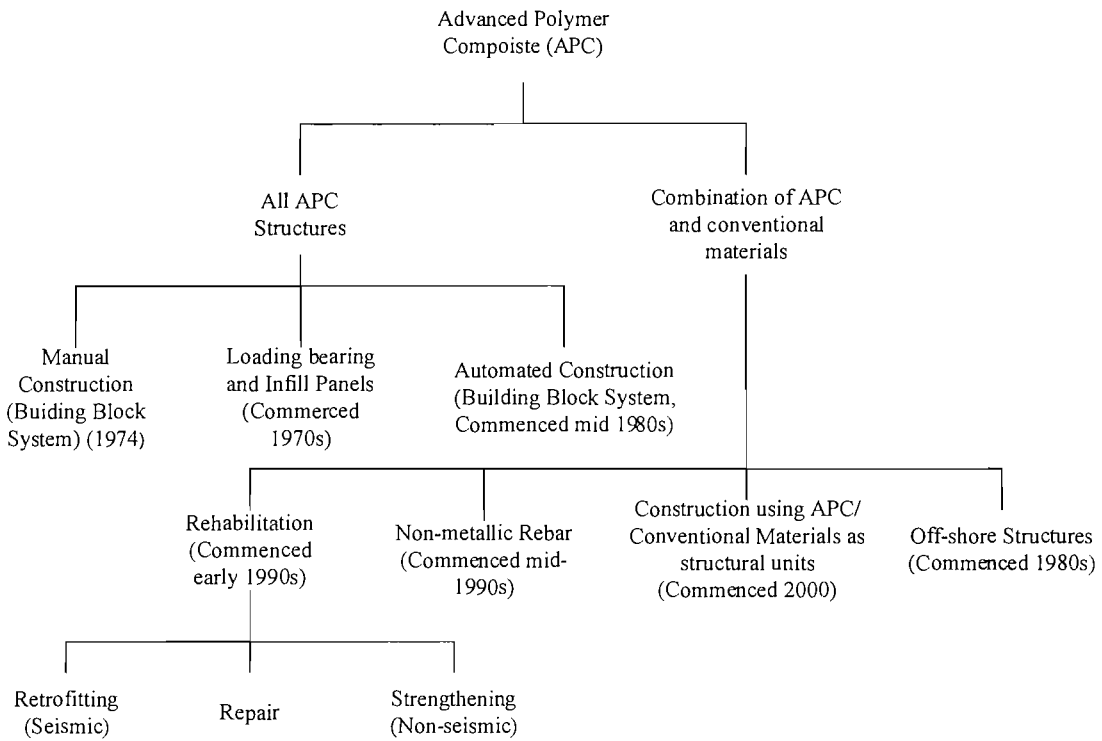 Advanced Polymer
Compoiste (APC)
All APC
Structures
Combination of APC
and conventional
materials
Manual
Construction
(Buiding Block
System) (1974)
Loading bearing
and Infill Panels
(Commerced
1970s)
Automated Construction
(Building Block System,
Commenced mid 1980s)
Rehabilitation
(Commenced
early 1990s)
Non-metallic Rebar
(Commenced mid-
1990s)
Construction using APC/
Conventional Materials as
structural units
(Commenced 2000)
Off-shore Structures
(Commenced 1980s)
Retrofitting
(Seismic)
Repair
Strengthening
(Non-seismic)